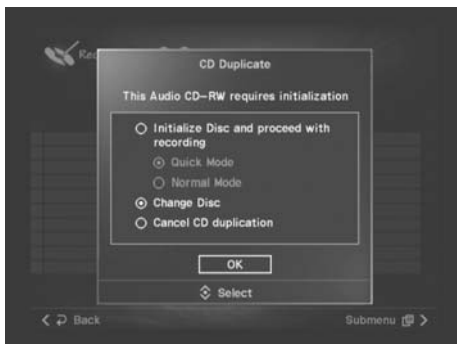 Rec
CD Duplicate
This Audio CD-RW requires initialization
Initialize Disc and proceed with
recording
Quick Mode
Normal Mode
Change Disc
Cancel CD duplication
OK
Select
Back
Submenu